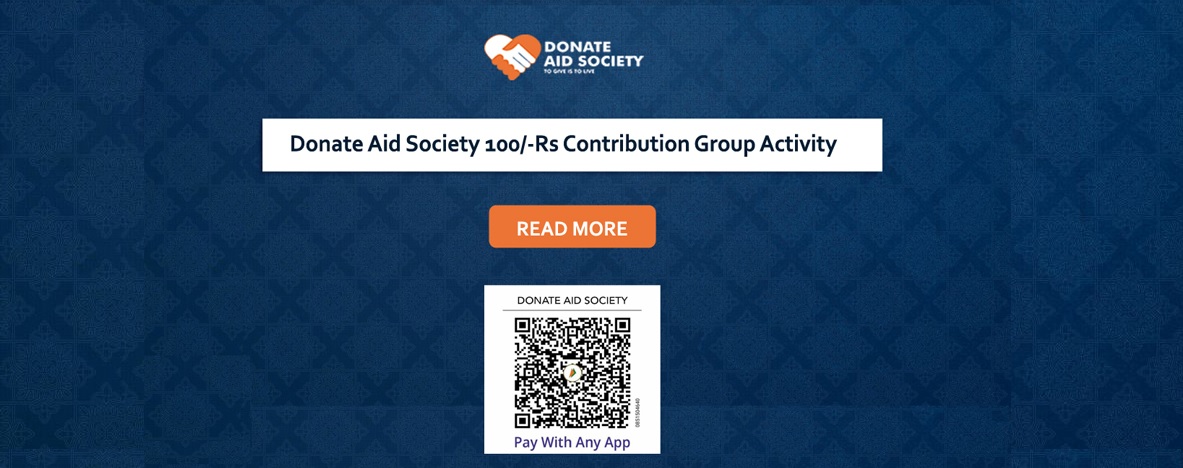 DONATE
AID SOCIETY
TO GIVE IS TO LIVE
Donate Aid Society 100/-Rs Contribution Group Activity
READ MORE
DONATE AID SOCIETY
Pay With Any App